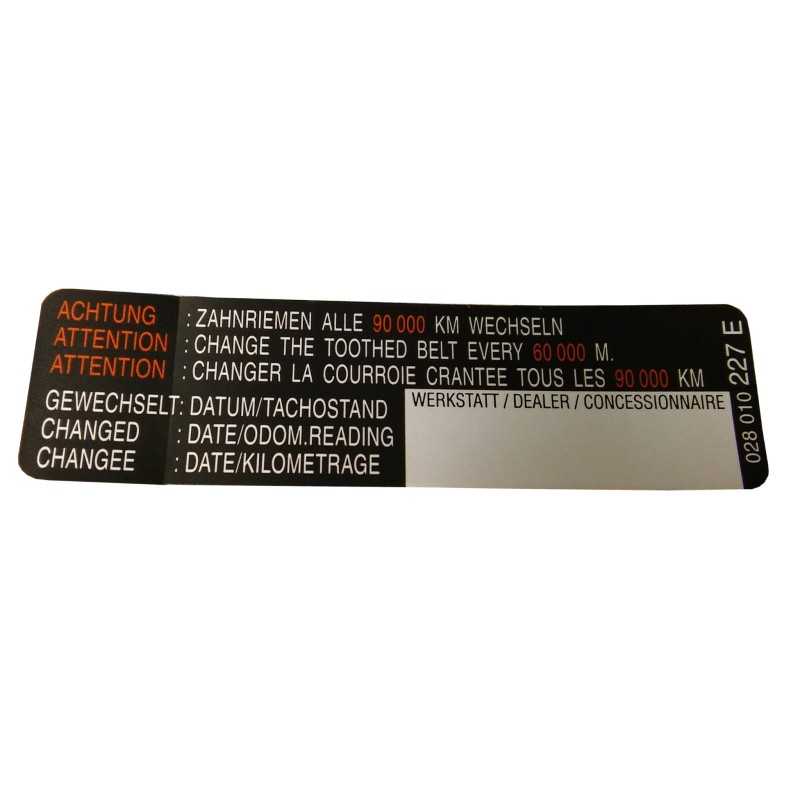 ACHTUNG : ZAHNRIEMEN ALLE 90 000 KM WECHSELN
ATTENTION : CHANGE THE TOOTHED BELT EVERY 60 000 M.
ATTENTION : CHANGER LA COURROIE CRANTEE TOUS LES 90 000 KM
GEWECHSELT: DATUM/TACHOSTAND
CHANGED : DATE/ODOM.READING
CHANGEE : DATE/KILOMETRAGE
WERKSTATT / DEALER / CONCESSIONNAIRE
028 010 227 E